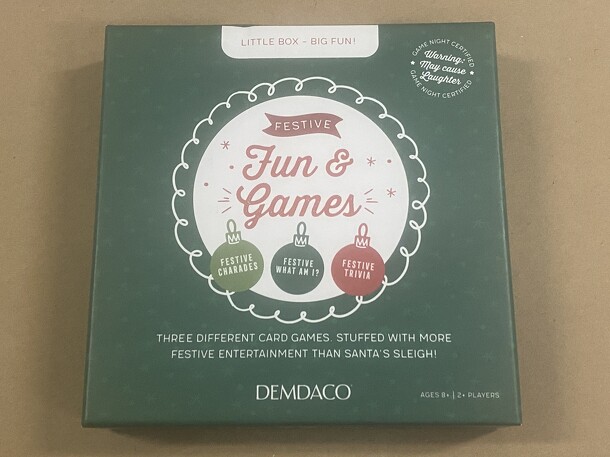 LITTLE BOX – BIG FUN!
GAME NIGHT CERTIFIED
Warning:
May cause
Laughter
GAME NIGHT CERTIFIED
FESTIVE
Fun &
Games
FESTIVE
CHARADES
FESTIVE
WHAT AM I?
FESTIVE
TRIVIA
THREE DIFFERENT CARD GAMES. STUFFED WITH MORE
FESTIVE ENTERTAINMENT THAN SANTA'S SLEIGH!
DEMDACO
AGES 8+ | 2+ PLAYERS